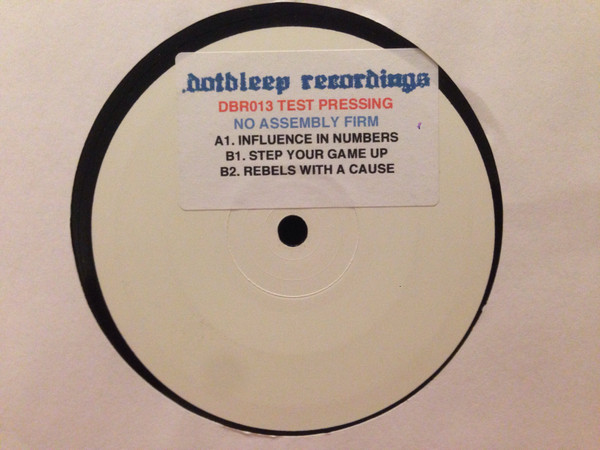 .dotbleep recordings
DBR013 TEST PRESSING
NO ASSEMBLY FIRM
A1. INFLUENCE IN NUMBERS
B1. STEP YOUR GAME UP
B2. REBELS WITH A CAUSE